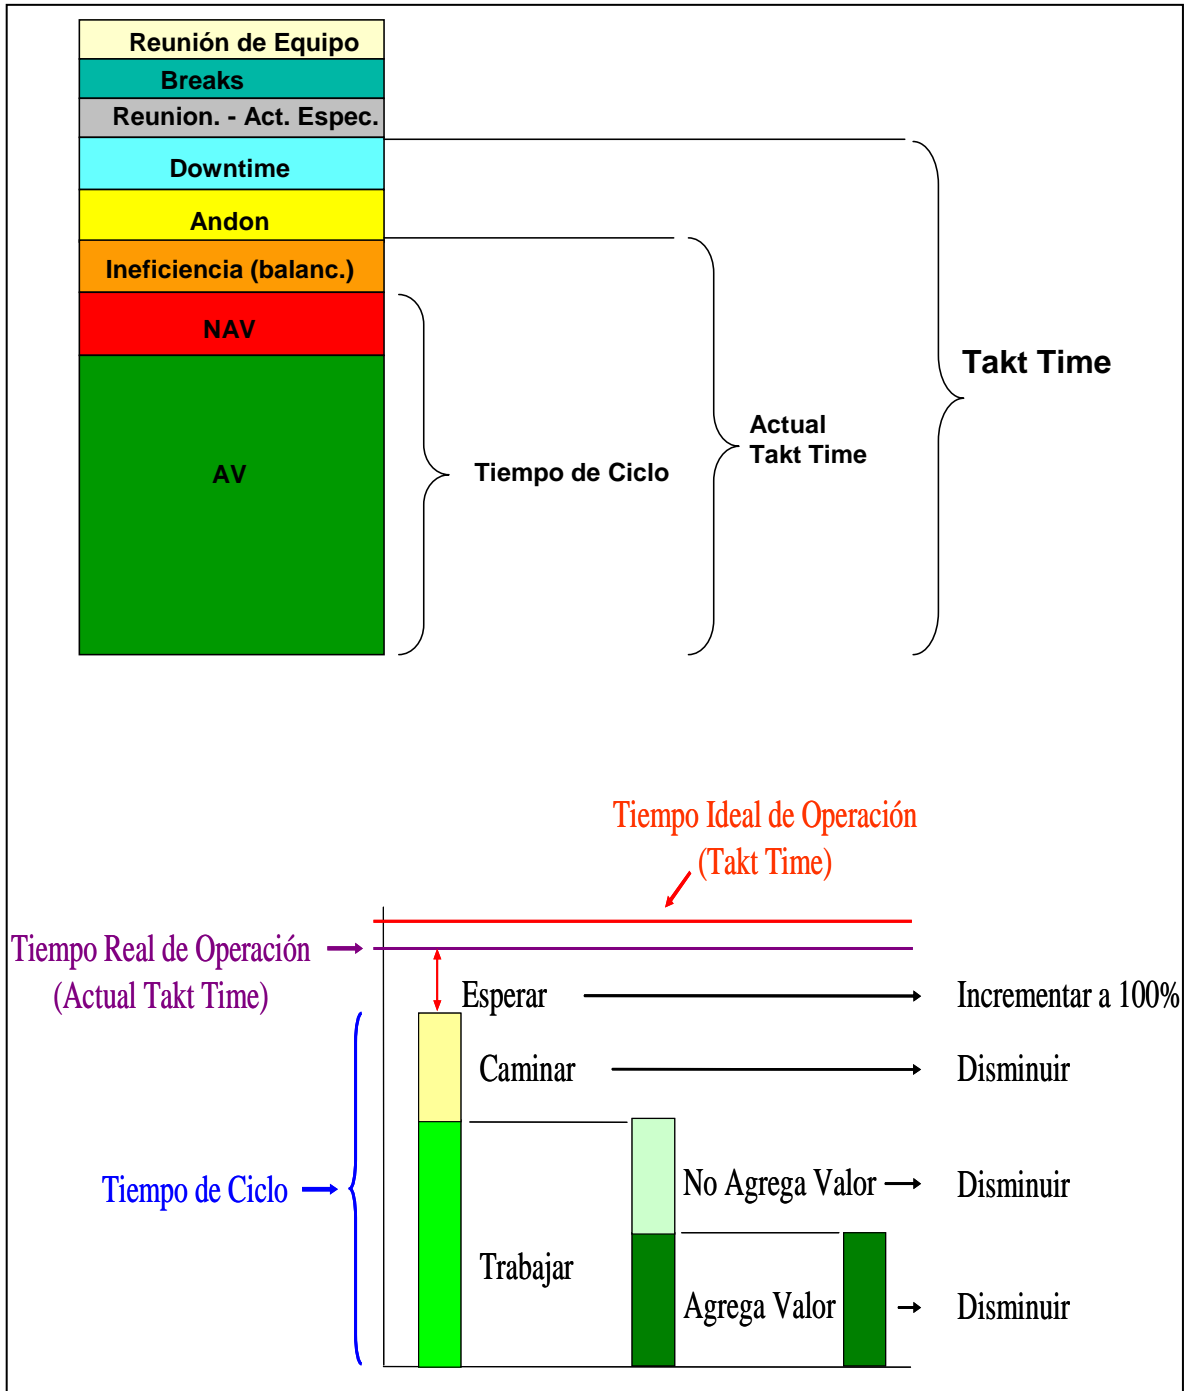 Reunión de Equipo
Breaks
Reunion. - Act. Espec.
Downtime
Andon
Ineficiencia (balanc.)
NAV
AV
Tiempo de Ciclo
Actual
Takt Time
Takt Time
Tiempo Ideal de Operación
(Takt Time)
Tiempo Real de Operación
(Actual Takt Time)
Esperar
Incrementar a 100%
Caminar
Disminuir
Tiempo de Ciclo
No Agrega Valor
Disminuir
Trabajar
Agrega Valor
Disminuir